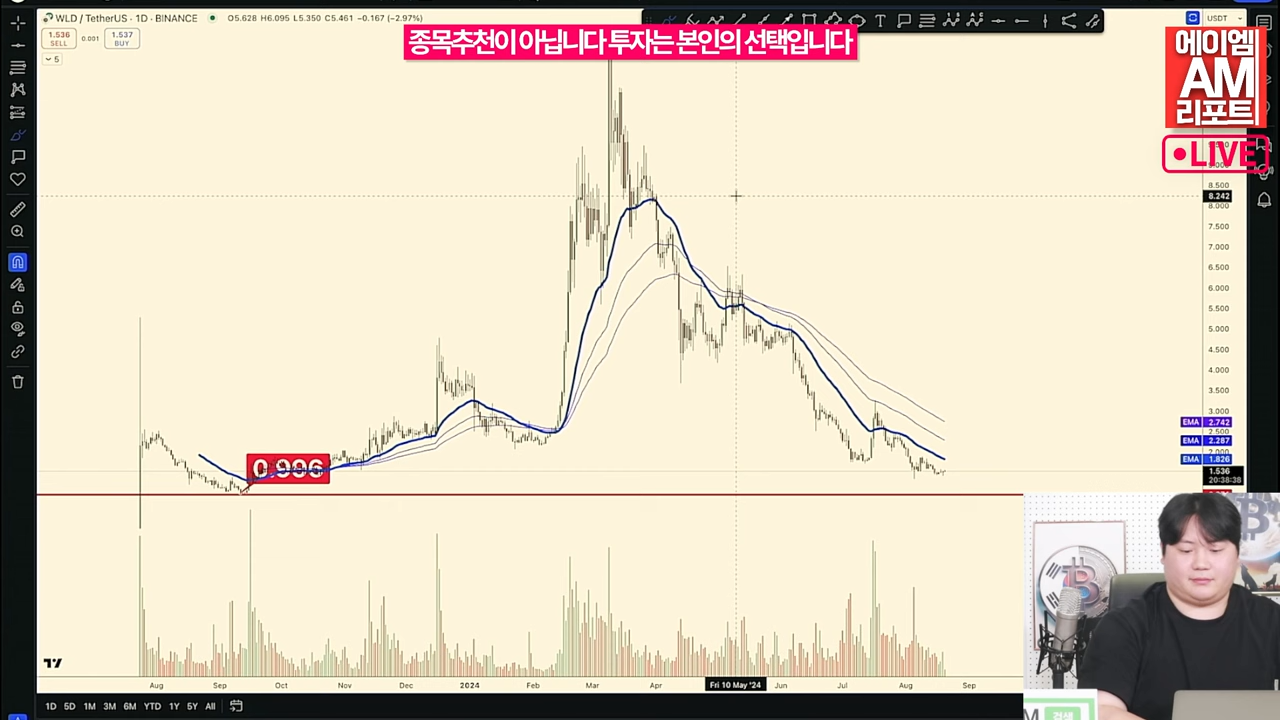 WLD / TetherUS · 1D · BINANCE O5.628 H6.095 L5.350 C5.461 -0.167 (-2.97%)
USDT
1.536
SELL
0.001
1.537
BUY
5
종목추천이 아닙니다 투자는 본인의 선택입니다
에이엠
AM
리포트
LIVE
8.500
8.242
8.000
7.500
7.000
6.500
6.000
5.500
5.000
4.500
4.000
3.500
3.000
EMA 2.742
2.500
EMA 2.287
2.000
EMA 1.826
1.536
20:38:38
0.906
Aug Sep Oct Nov Dec 2024 Feb Mar Apr Fri 10 May '24 Jun Jul Aug Sep
1D 5D 1M 3M 6M YTD 1Y 5Y All
M 검색